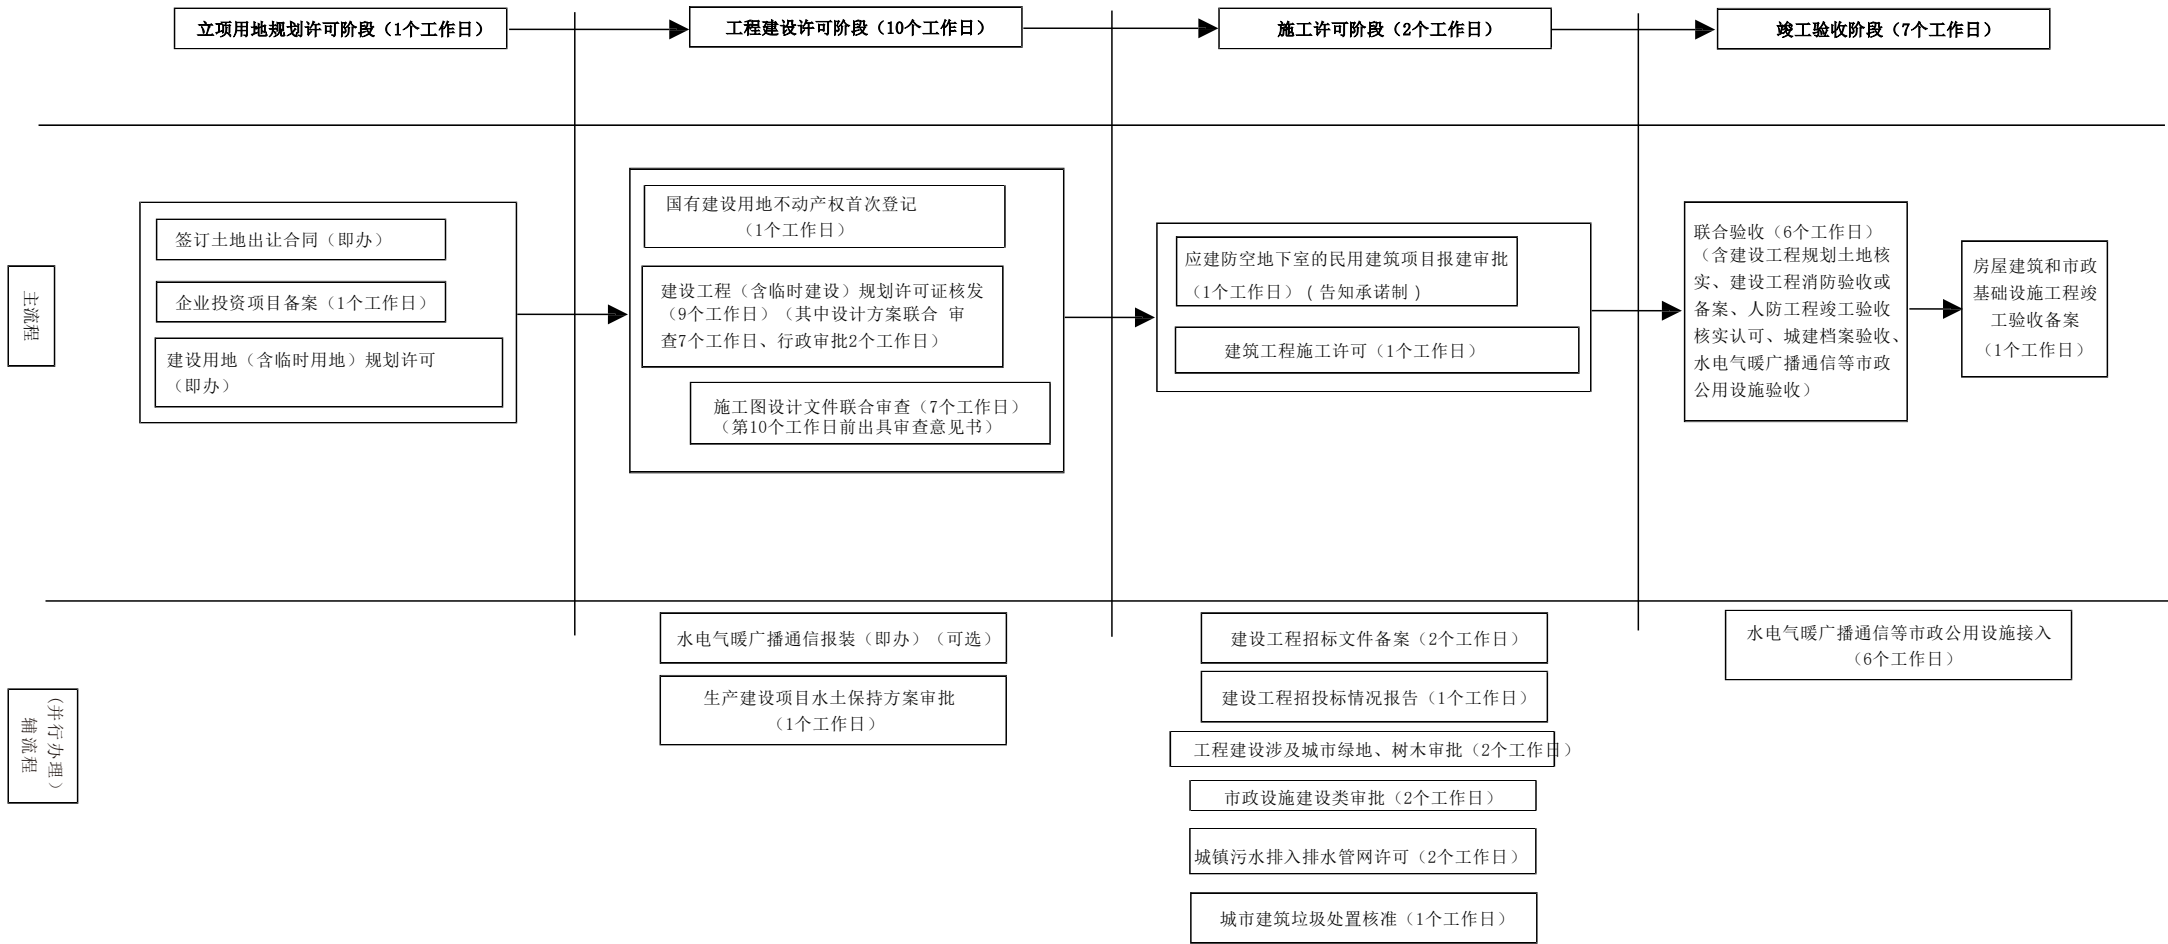 立项用地规划许可阶段（1个工作日）
工程建设许可阶段（10个工作日）
施工许可阶段（2个工作日）
竣工验收阶段（7个工作日）
主流程
签订土地出让合同（即办）
企业投资项目备案（1个工作日）
建设用地（含临时用地）规划许可
（即办）
国有建设用地不动产权首次登记
（1个工作日）
建设工程（含临时建设）规划许可证核发
（9个工作日）（其中设计方案联合 审
查7个工作日、行政审批2个工作日）
施工图设计文件联合审查（7个工作日）
（第10个工作日前出具审查意见书）
应建防空地下室的民用建筑项目报建审批
（1个工作日）（告知承诺制）
建筑工程施工许可（1个工作日）
联合验收（6个工作日）
（含建设工程规划土地核
实、建设工程消防验收或
备案、人防工程竣工验收
核实认可、城建档案验收、
水电气暖广播通信等市政
公用设施验收）
房屋建筑和市政
基础设施工程竣
工验收备案
（1个工作日）
（并行办理）
辅流程
水电气暖广播通信报装（即办）（可选）
生产建设项目水土保持方案审批
（1个工作日）
建设工程招标文件备案（2个工作日）
建设工程招投标情况报告（1个工作日）
工程建设涉及城市绿地、树木审批（2个工作日）
市政设施建设类审批（2个工作日）
城镇污水排入排水管网许可（2个工作日）
城市建筑垃圾处置核准（1个工作日）
水电气暖广播通信等市政公用设施接入
（6个工作日）